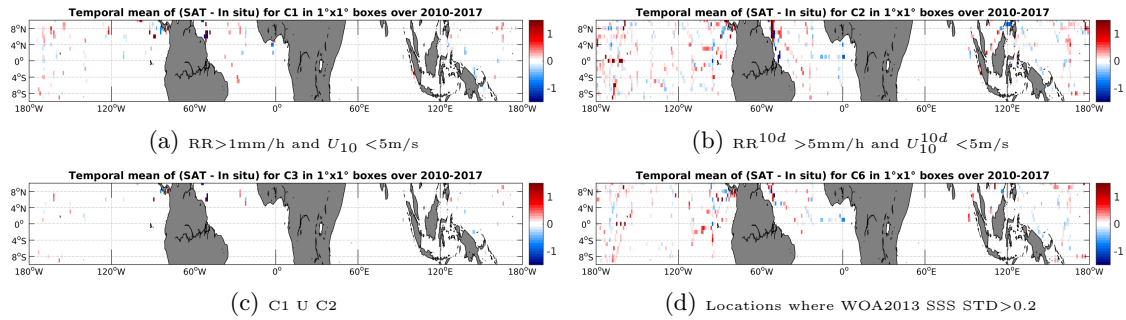 Temporal mean of (SAT - In situ) for C1 in 1°x1° boxes over 2010-2017
8°N
4°N
0°
4°S
8°S
180°W 120°W 60°W 0° 60°E 120°E 180°W
1
0
-1
(a) RR>1mm/h and U10 <5m/s
Temporal mean of (SAT - In situ) for C2 in 1°x1° boxes over 2010-2017
8°N
4°N
0°
4°S
8°S
180°W 120°W 60°W 0° 60°E 120°E 180°W
1
0
-1
(b) RR^10d >5mm/h and U10^10d <5m/s
Temporal mean of (SAT - In situ) for C3 in 1°x1° boxes over 2010-2017
8°N
4°N
0°
4°S
8°S
180°W 120°W 60°W 0° 60°E 120°E 180°W
1
0
-1
(c) C1 U C2
Temporal mean of (SAT - In situ) for C6 in 1°x1° boxes over 2010-2017
8°N
4°N
0°
4°S
8°S
180°W 120°W 60°W 0° 60°E 120°E 180°W
1
0
-1
(d) Locations where WOA2013 SSS STD>0.2